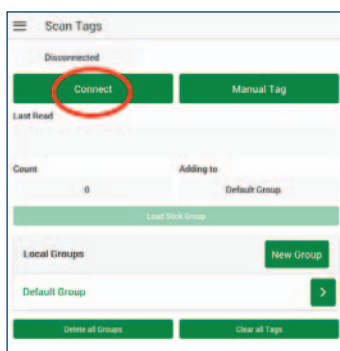 Scan Tags
Disconnected
Connect Manual Tag
Last Read
Count Adding to
0 Default Group
Load Stick Group
Local Groups New Group
Default Group
Delete all Groups Clear all Tags